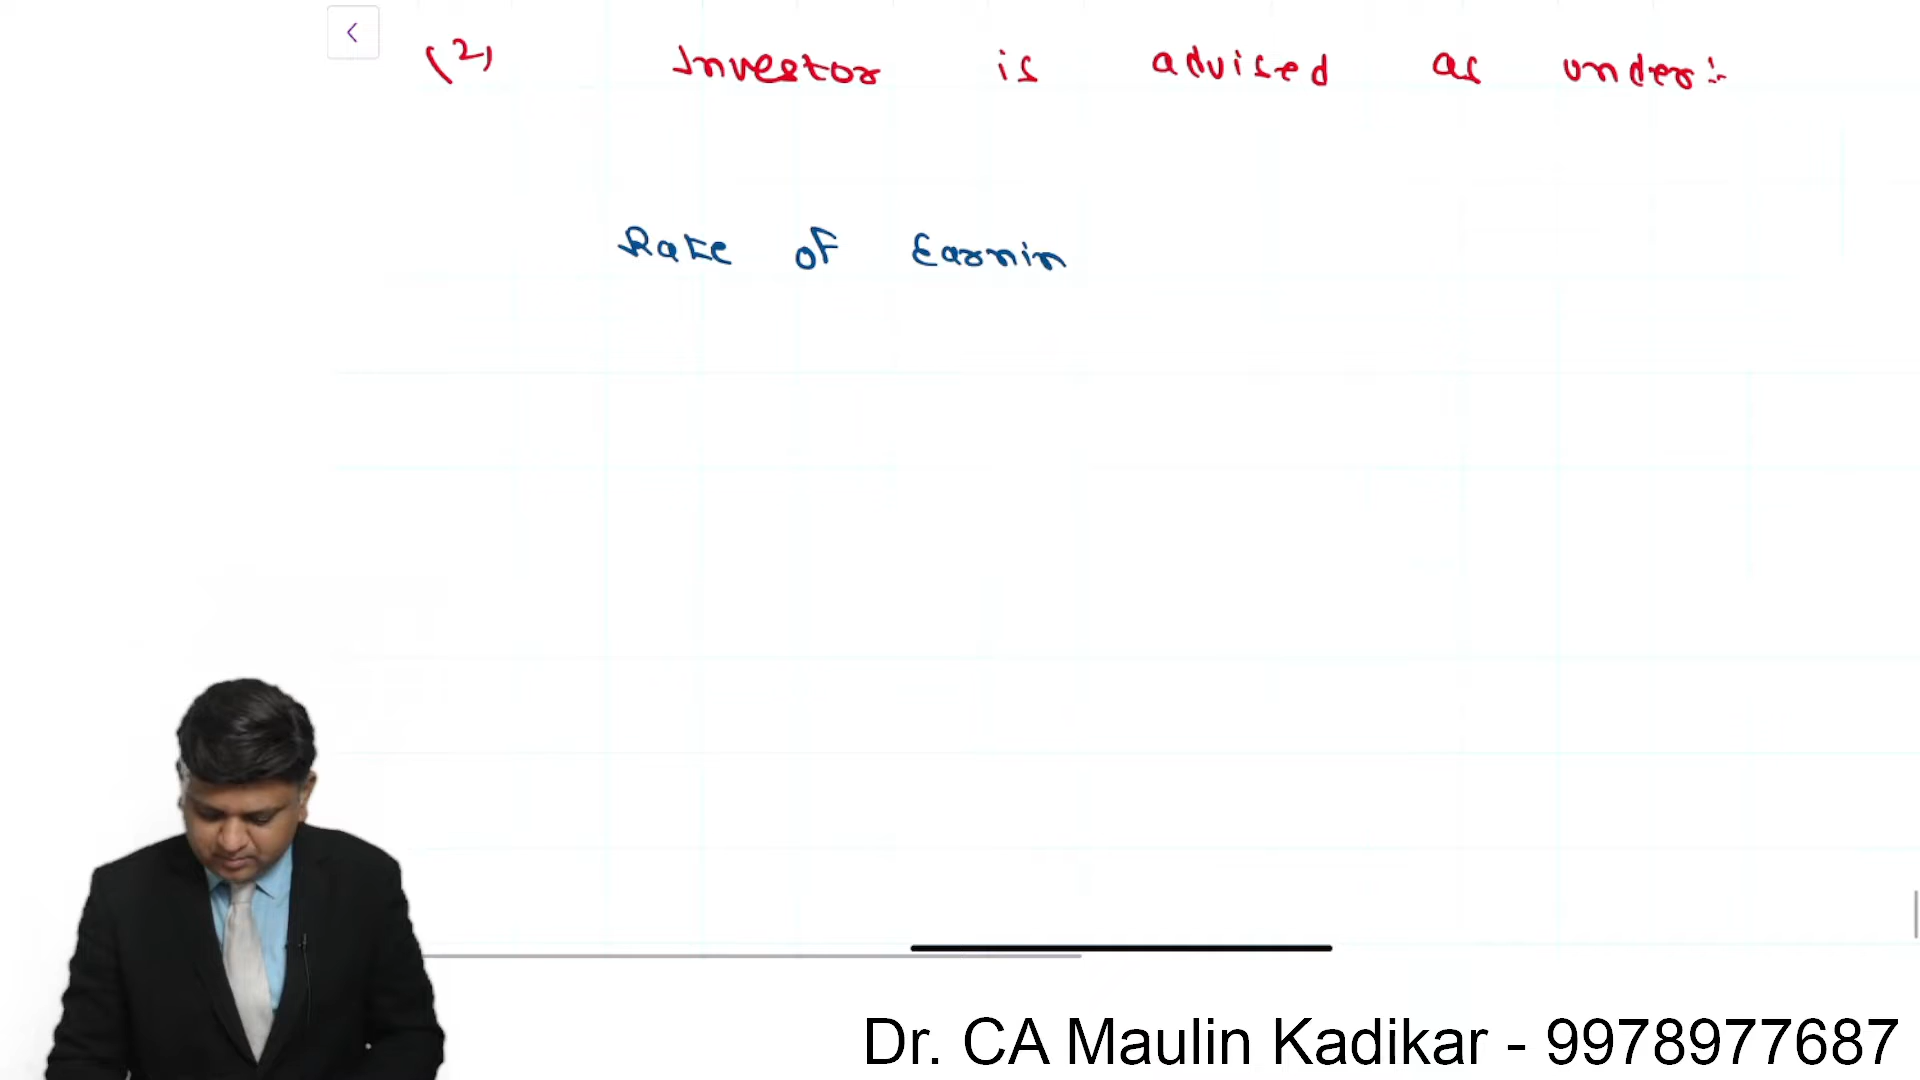 (2) Investor is advised as under:-
Rate of Earnin
Dr. CA Maulin Kadikar - 9978977687